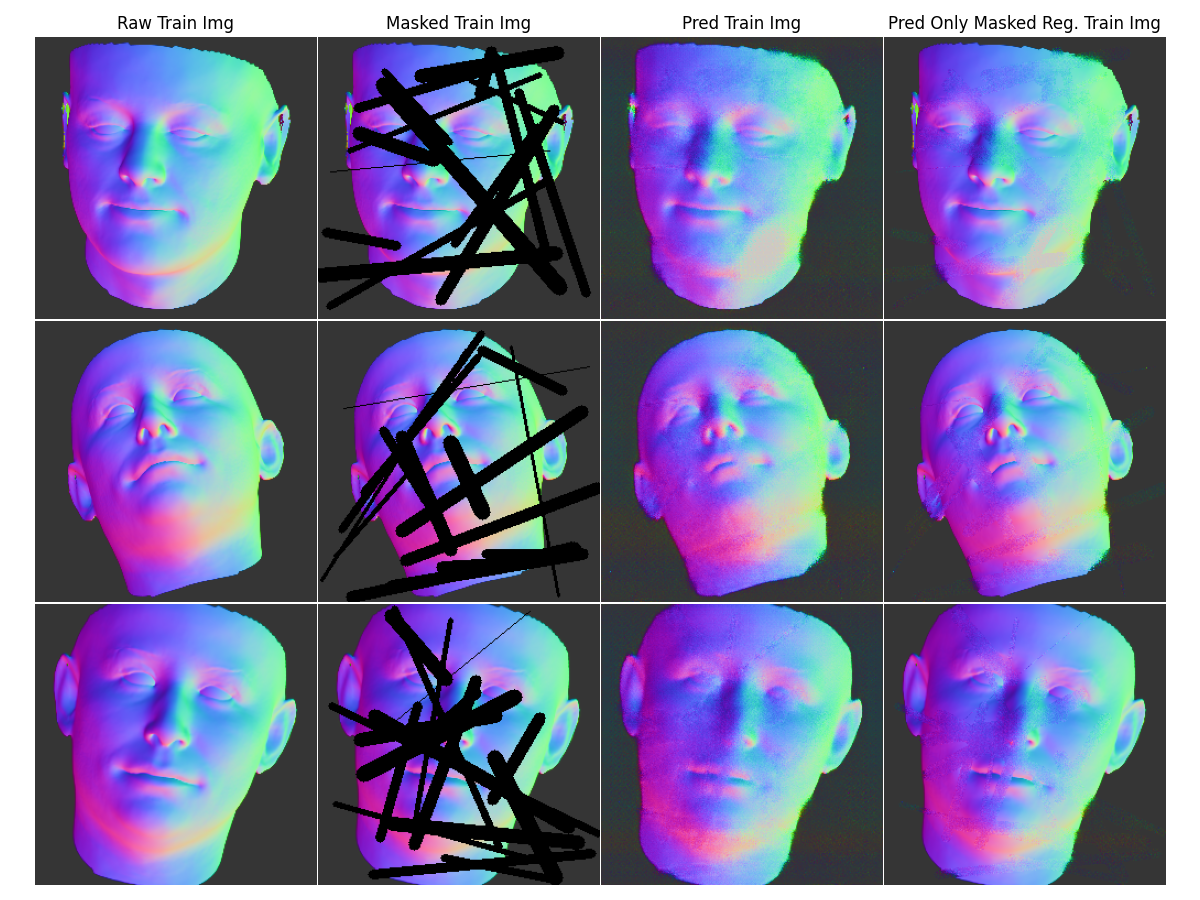 Raw Train Img
Masked Train Img
Pred Train Img
Pred Only Masked Reg. Train Img